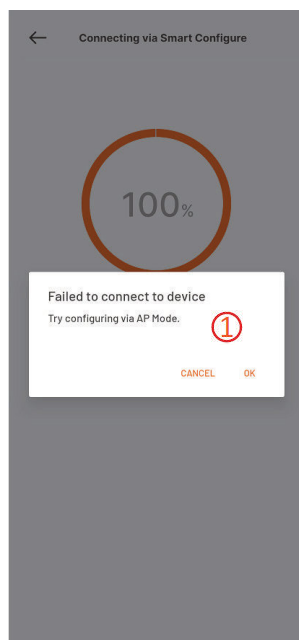 Connecting via Smart Configure
100%
Failed to connect to device
Try configuring via AP Mode.
1
CANCEL OK